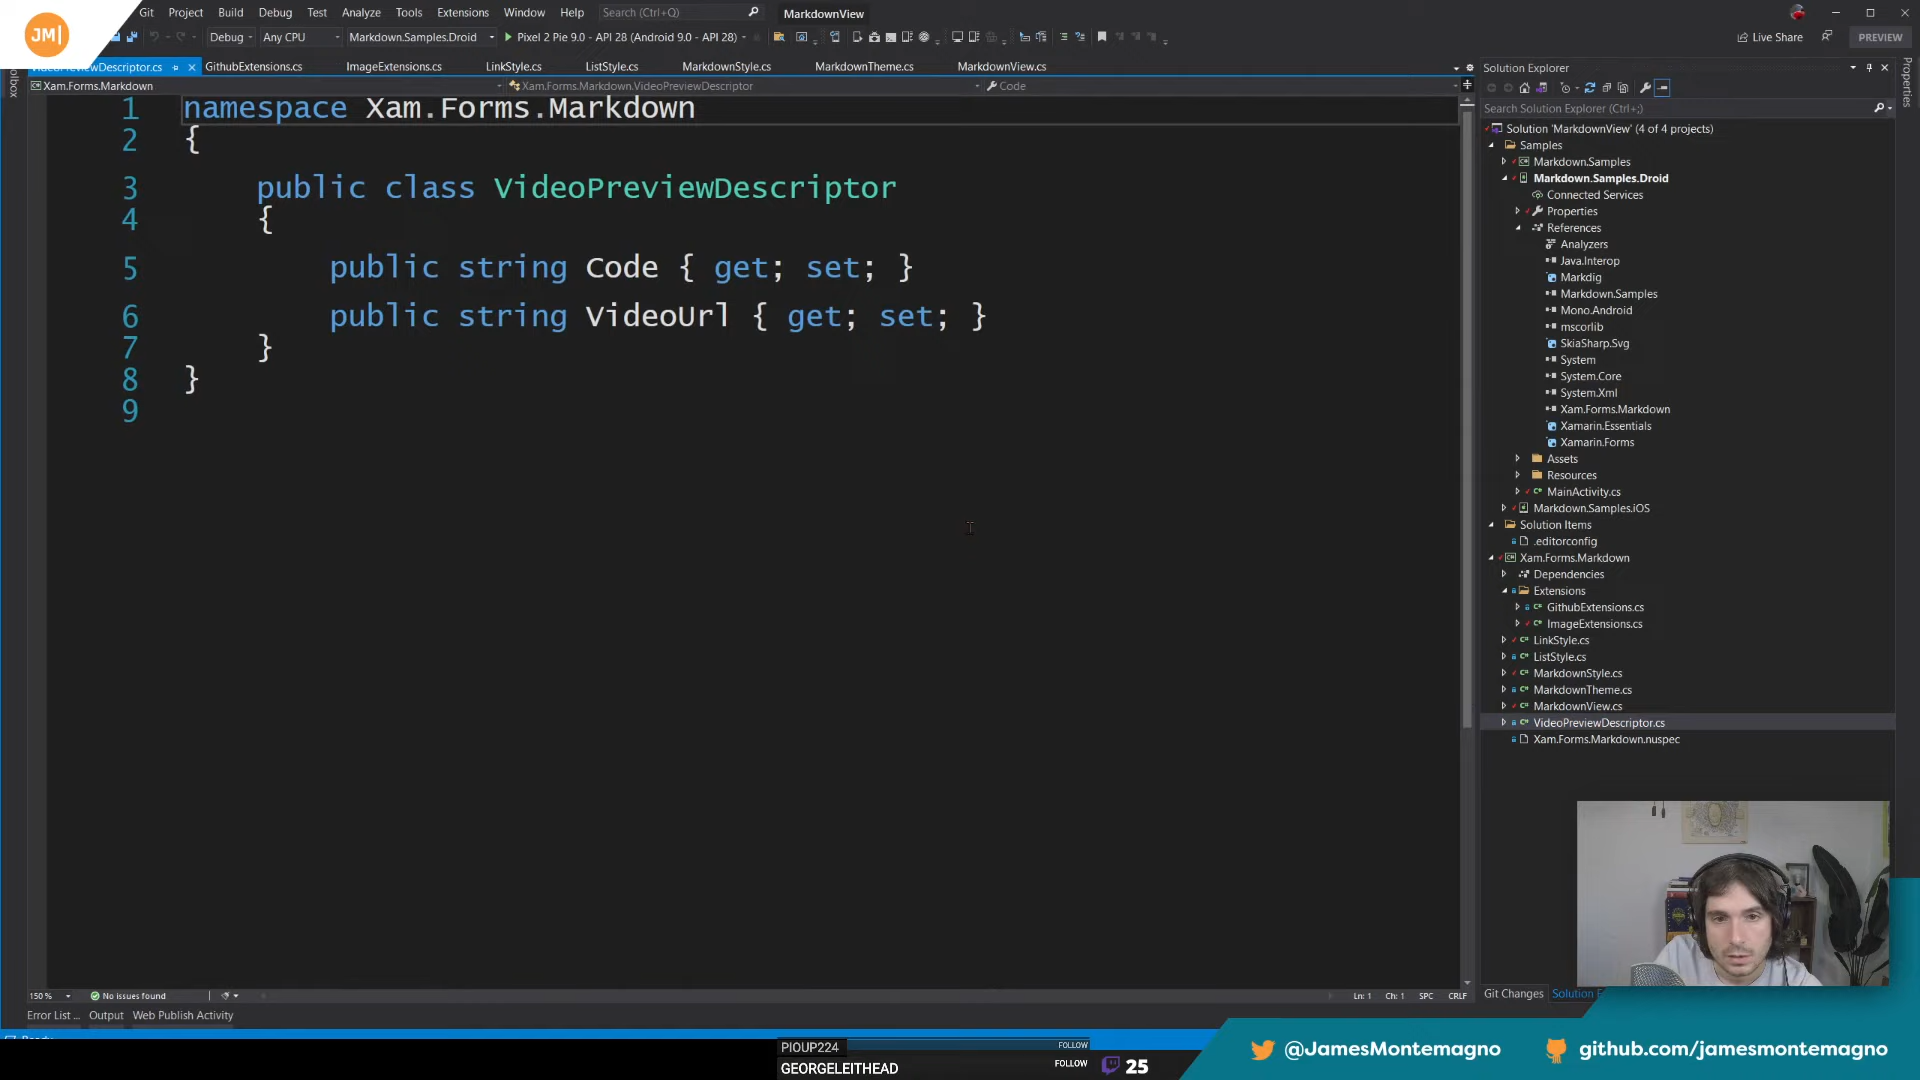 JM|
Git Project Build Debug Test Analyze Tools Extensions Window Help Search (Ctrl+Q) MarkdownView
Debug Any CPU Markdown.Samples.Droid Pixel 2 Pie 9.0 - API 28 (Android 9.0 - API 28) Live Share PREVIEW
VideoPreviewDescriptor.cs GithubExtensions.cs ImageExtensions.cs LinkStyle.cs ListStyle.cs MarkdownStyle.cs MarkdownTheme.cs MarkdownView.cs
Xam.Forms.Markdown Xam.Forms.Markdown.VideoPreviewDescriptor Code
1 namespace Xam.Forms.Markdown
2 {
3 public class VideoPreviewDescriptor
4 {
5 public string Code { get; set; }
6 public string VideoUrl { get; set; }
7 }
8 }
9
150 % No issues found Ln: 1 Ch: 1 SPC CRLF
Error List ... Output Web Publish Activity
Solution Explorer
Search Solution Explorer (Ctrl+;)
Solution 'MarkdownView' (4 of 4 projects)
Samples
Markdown.Samples
Markdown.Samples.Droid
Connected Services
Properties
References
Analyzers
Java.Interop
Markdig
Markdown.Samples
Mono.Android
mscorlib
SkiaSharp.Svg
System
System.Core
System.Xml
Xam.Forms.Markdown
Xamarin.Essentials
Xamarin.Forms
Assets
Resources
MainActivity.cs
Markdown.Samples.iOS
Solution Items
.editorconfig
Xam.Forms.Markdown
Dependencies
Extensions
GithubExtensions.cs
ImageExtensions.cs
LinkStyle.cs
ListStyle.cs
MarkdownStyle.cs
MarkdownTheme.cs
MarkdownView.cs
VideoPreviewDescriptor.cs
Xam.Forms.Markdown.nuspec
Properties
Git Changes Solution
PIOUP224 FOLLOW
GEORGELEITHEAD FOLLOW
25
@JamesMontemagno
github.com/jamesmontemagno